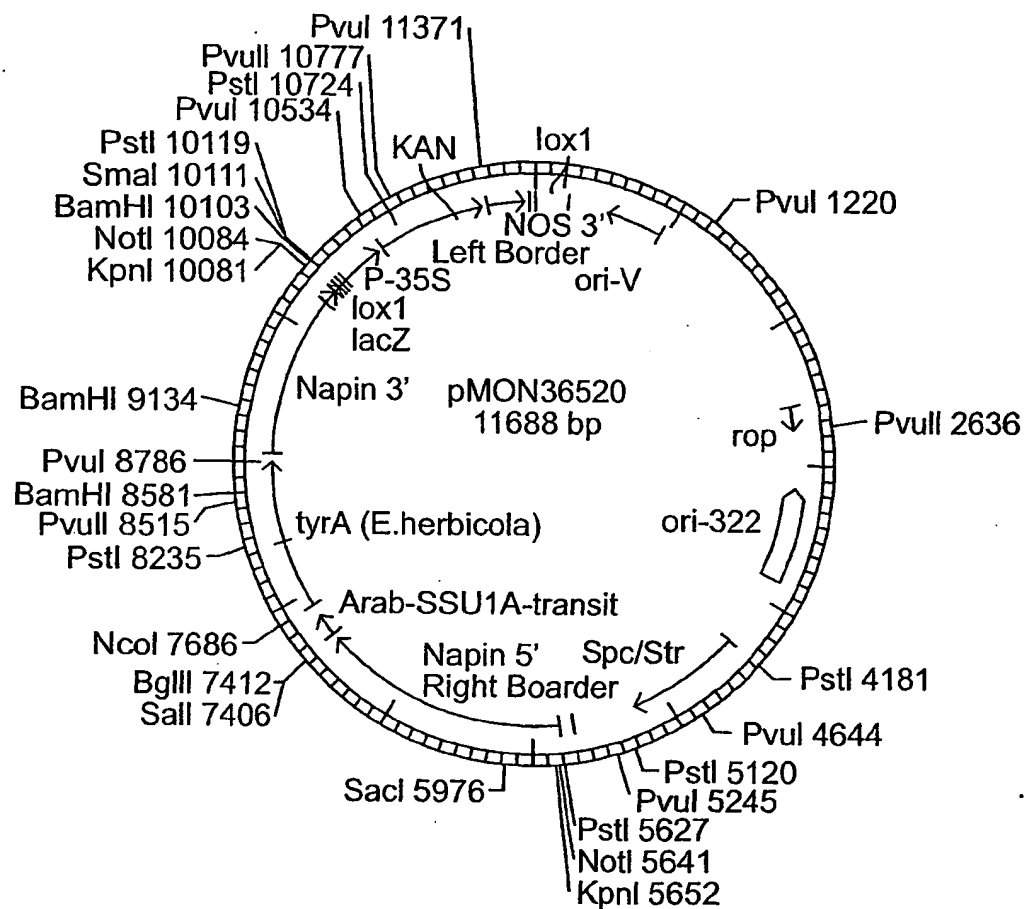 PvuI 11371
PvuII 10777
PstI 10724
PvuI 10534
PstI 10119
SmaI 10111
BamHI 10103
NotI 10084
KpnI 10081
KAN
lox1
NOS 3'
Left Border
P-35S
ori-V
lox1
lacZ
PvuI 1220
Napin 3'
pMON36520
11688 bp
BamHI 9134
rop
PvuII 2636
PvuI 8786
BamHI 8581
PvuII 8515
PstI 8235
tyrA (E.herbicola)
ori-322
Arab-SSU1A-transit
NcoI 7686
BglII 7412
SalI 7406
Napin 5'
Right Boarder
Spc/Str
PstI 4181
PvuI 4644
PstI 5120
PvuI 5245
SacI 5976
PstI 5627
NotI 5641
KpnI 5652